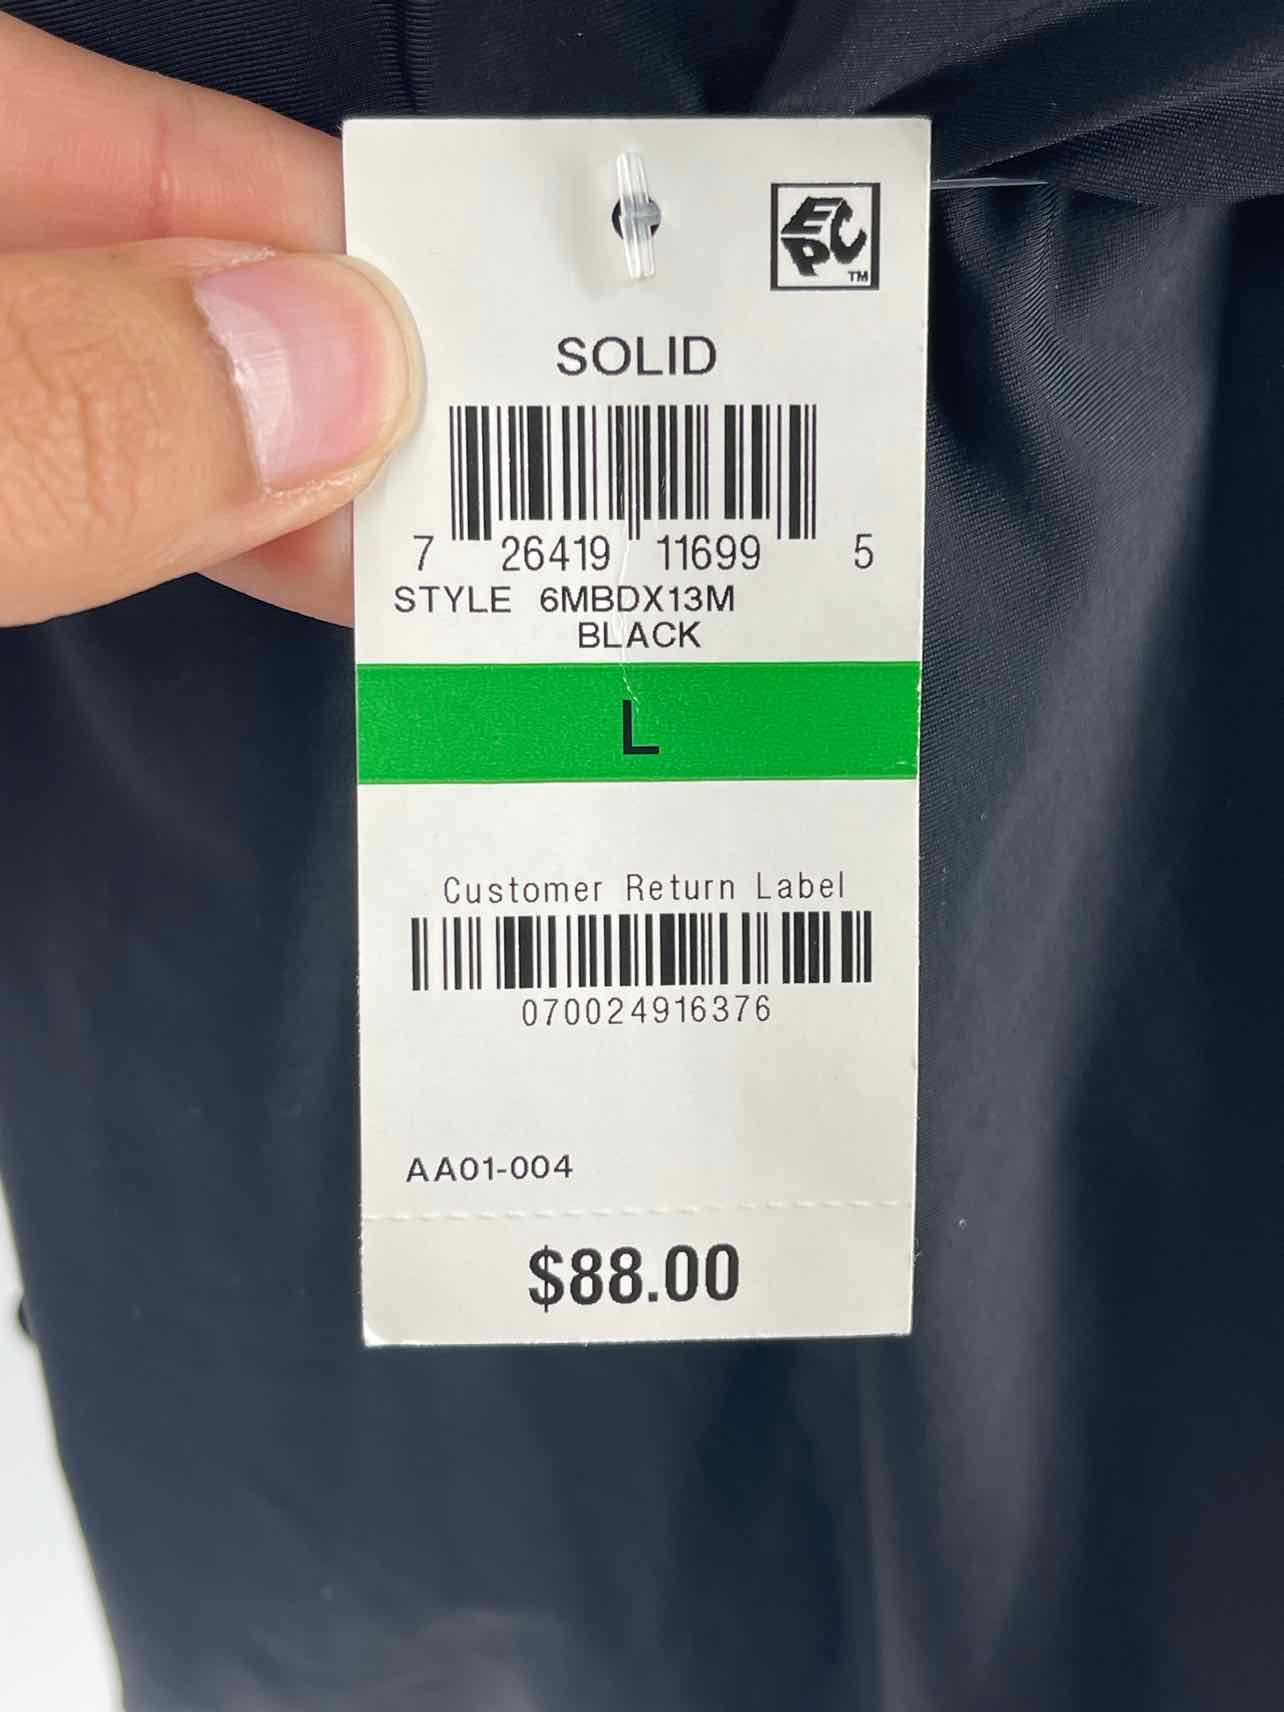 EPC
TM
SOLID
7 26419 11699 5
STYLE 6MBDX13M
BLACK
L
Customer Return Label
070024916376
AA01-004
$88.00